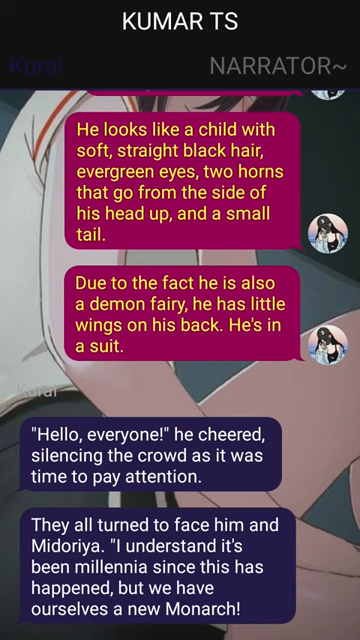 KUMAR TS
Kurai
NARRATOR~
He looks like a child with
soft, straight black hair,
evergreen eyes, two horns
that go from the side of
his head up, and a small
tail.
Due to the fact he is also
a demon fairy, he has little
wings on his back. He's in
a suit.
Kurai
"Hello, everyone!" he cheered,
silencing the crowd as it was
time to pay attention.
They all turned to face him and
Midoriya. "I understand it's
been millennia since this has
happened, but we have
ourselves a new Monarch!